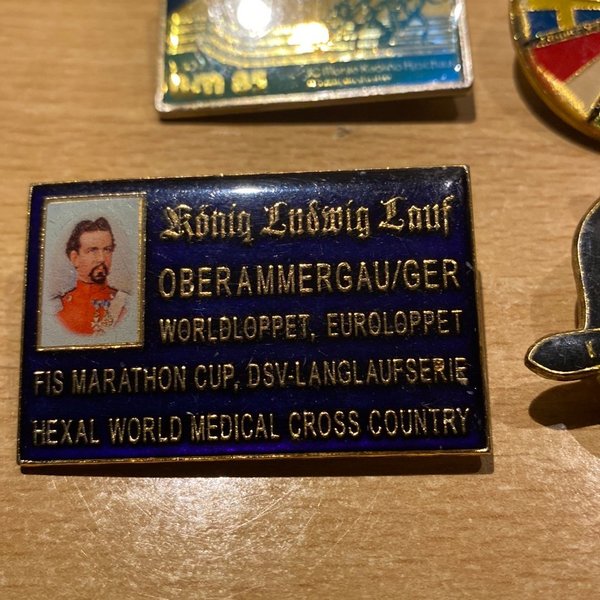 König Ludwig Lauf
OBERAMMERGAU/GER
WORLDLOPPET, EUROLOPPET
FIS MARATHON CUP, DSV-LANGLAUFSERIE
HEXAL WORLD MEDICAL CROSS COUNTRY